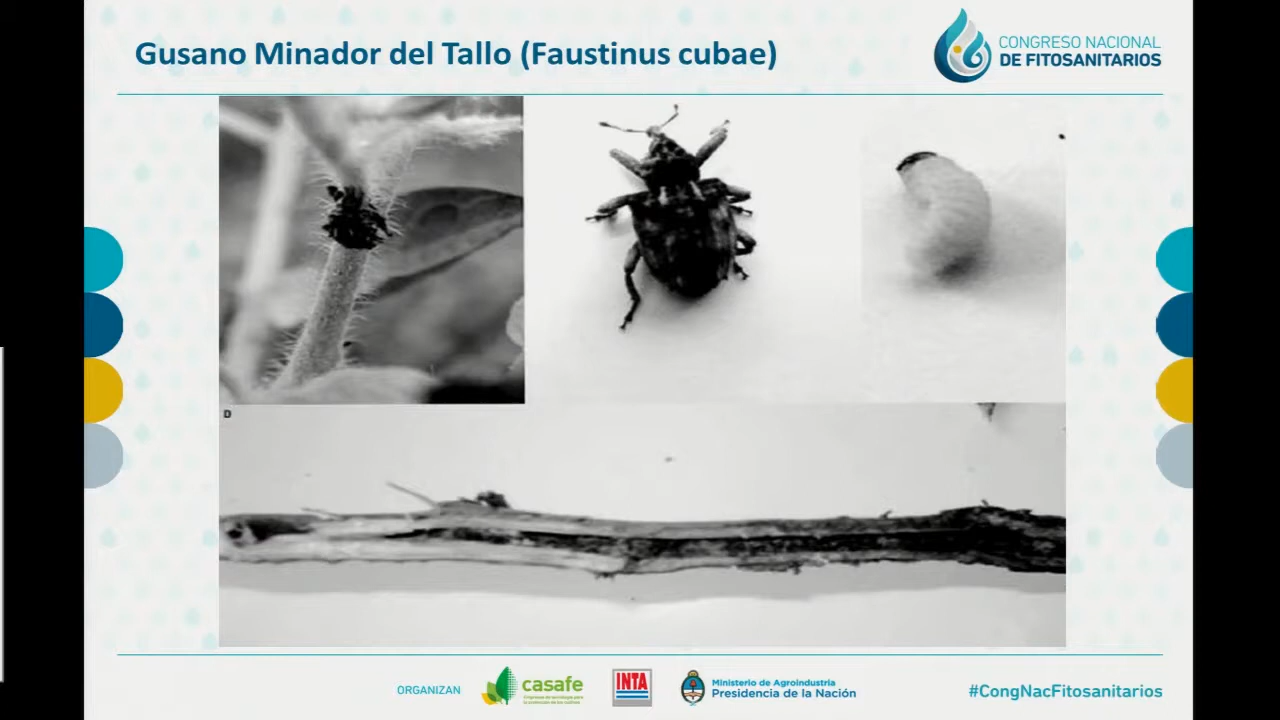 Gusano Minador del Tallo (Faustinus cubae)
CONGRESO NACIONAL
DE FITOSANITARIOS
D
ORGANIZAN
casafe
INTA
Ministerio de Agroindustria
Presidencia de la Nación
#CongNacFitosanitarios